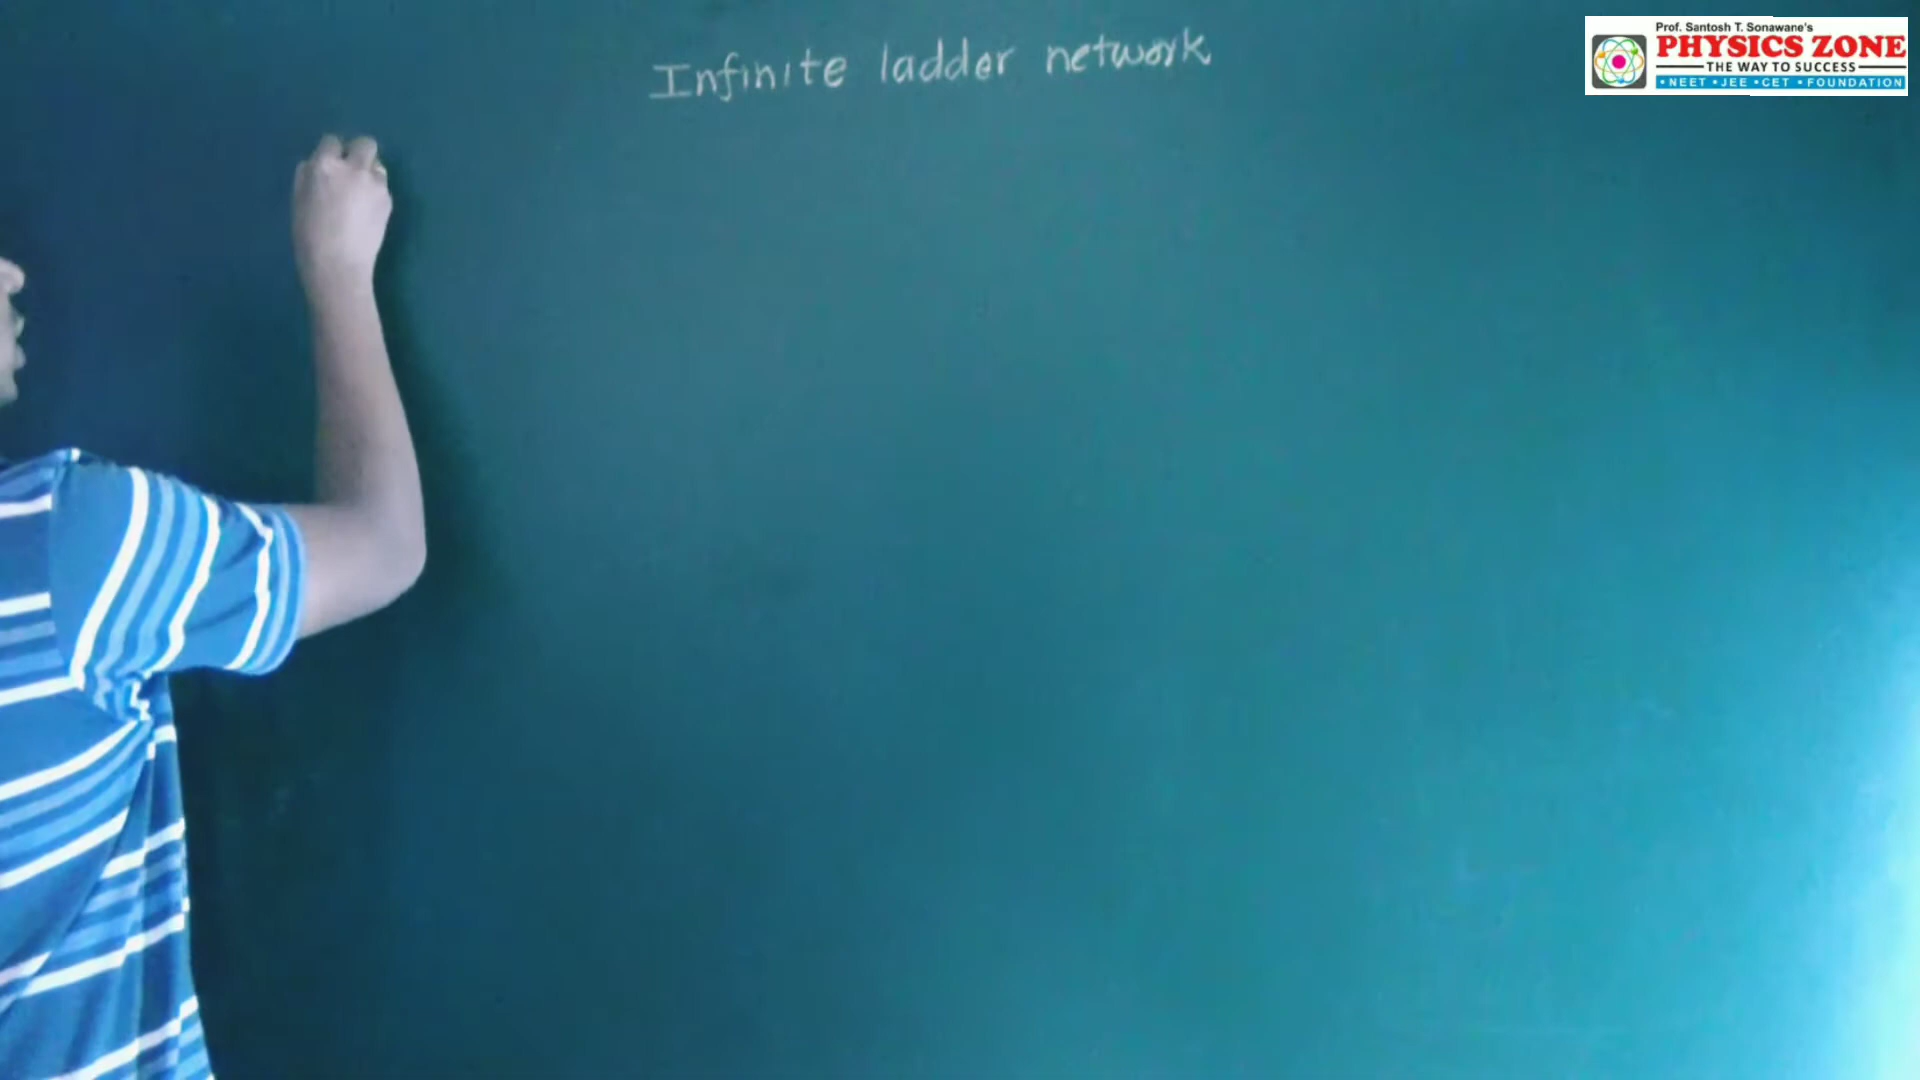 Infinite ladder network
Prof. Santosh T. Sonawane's
PHYSICS ZONE
THE WAY TO SUCCESS
• NEET • JEE • CET • FOUNDATION